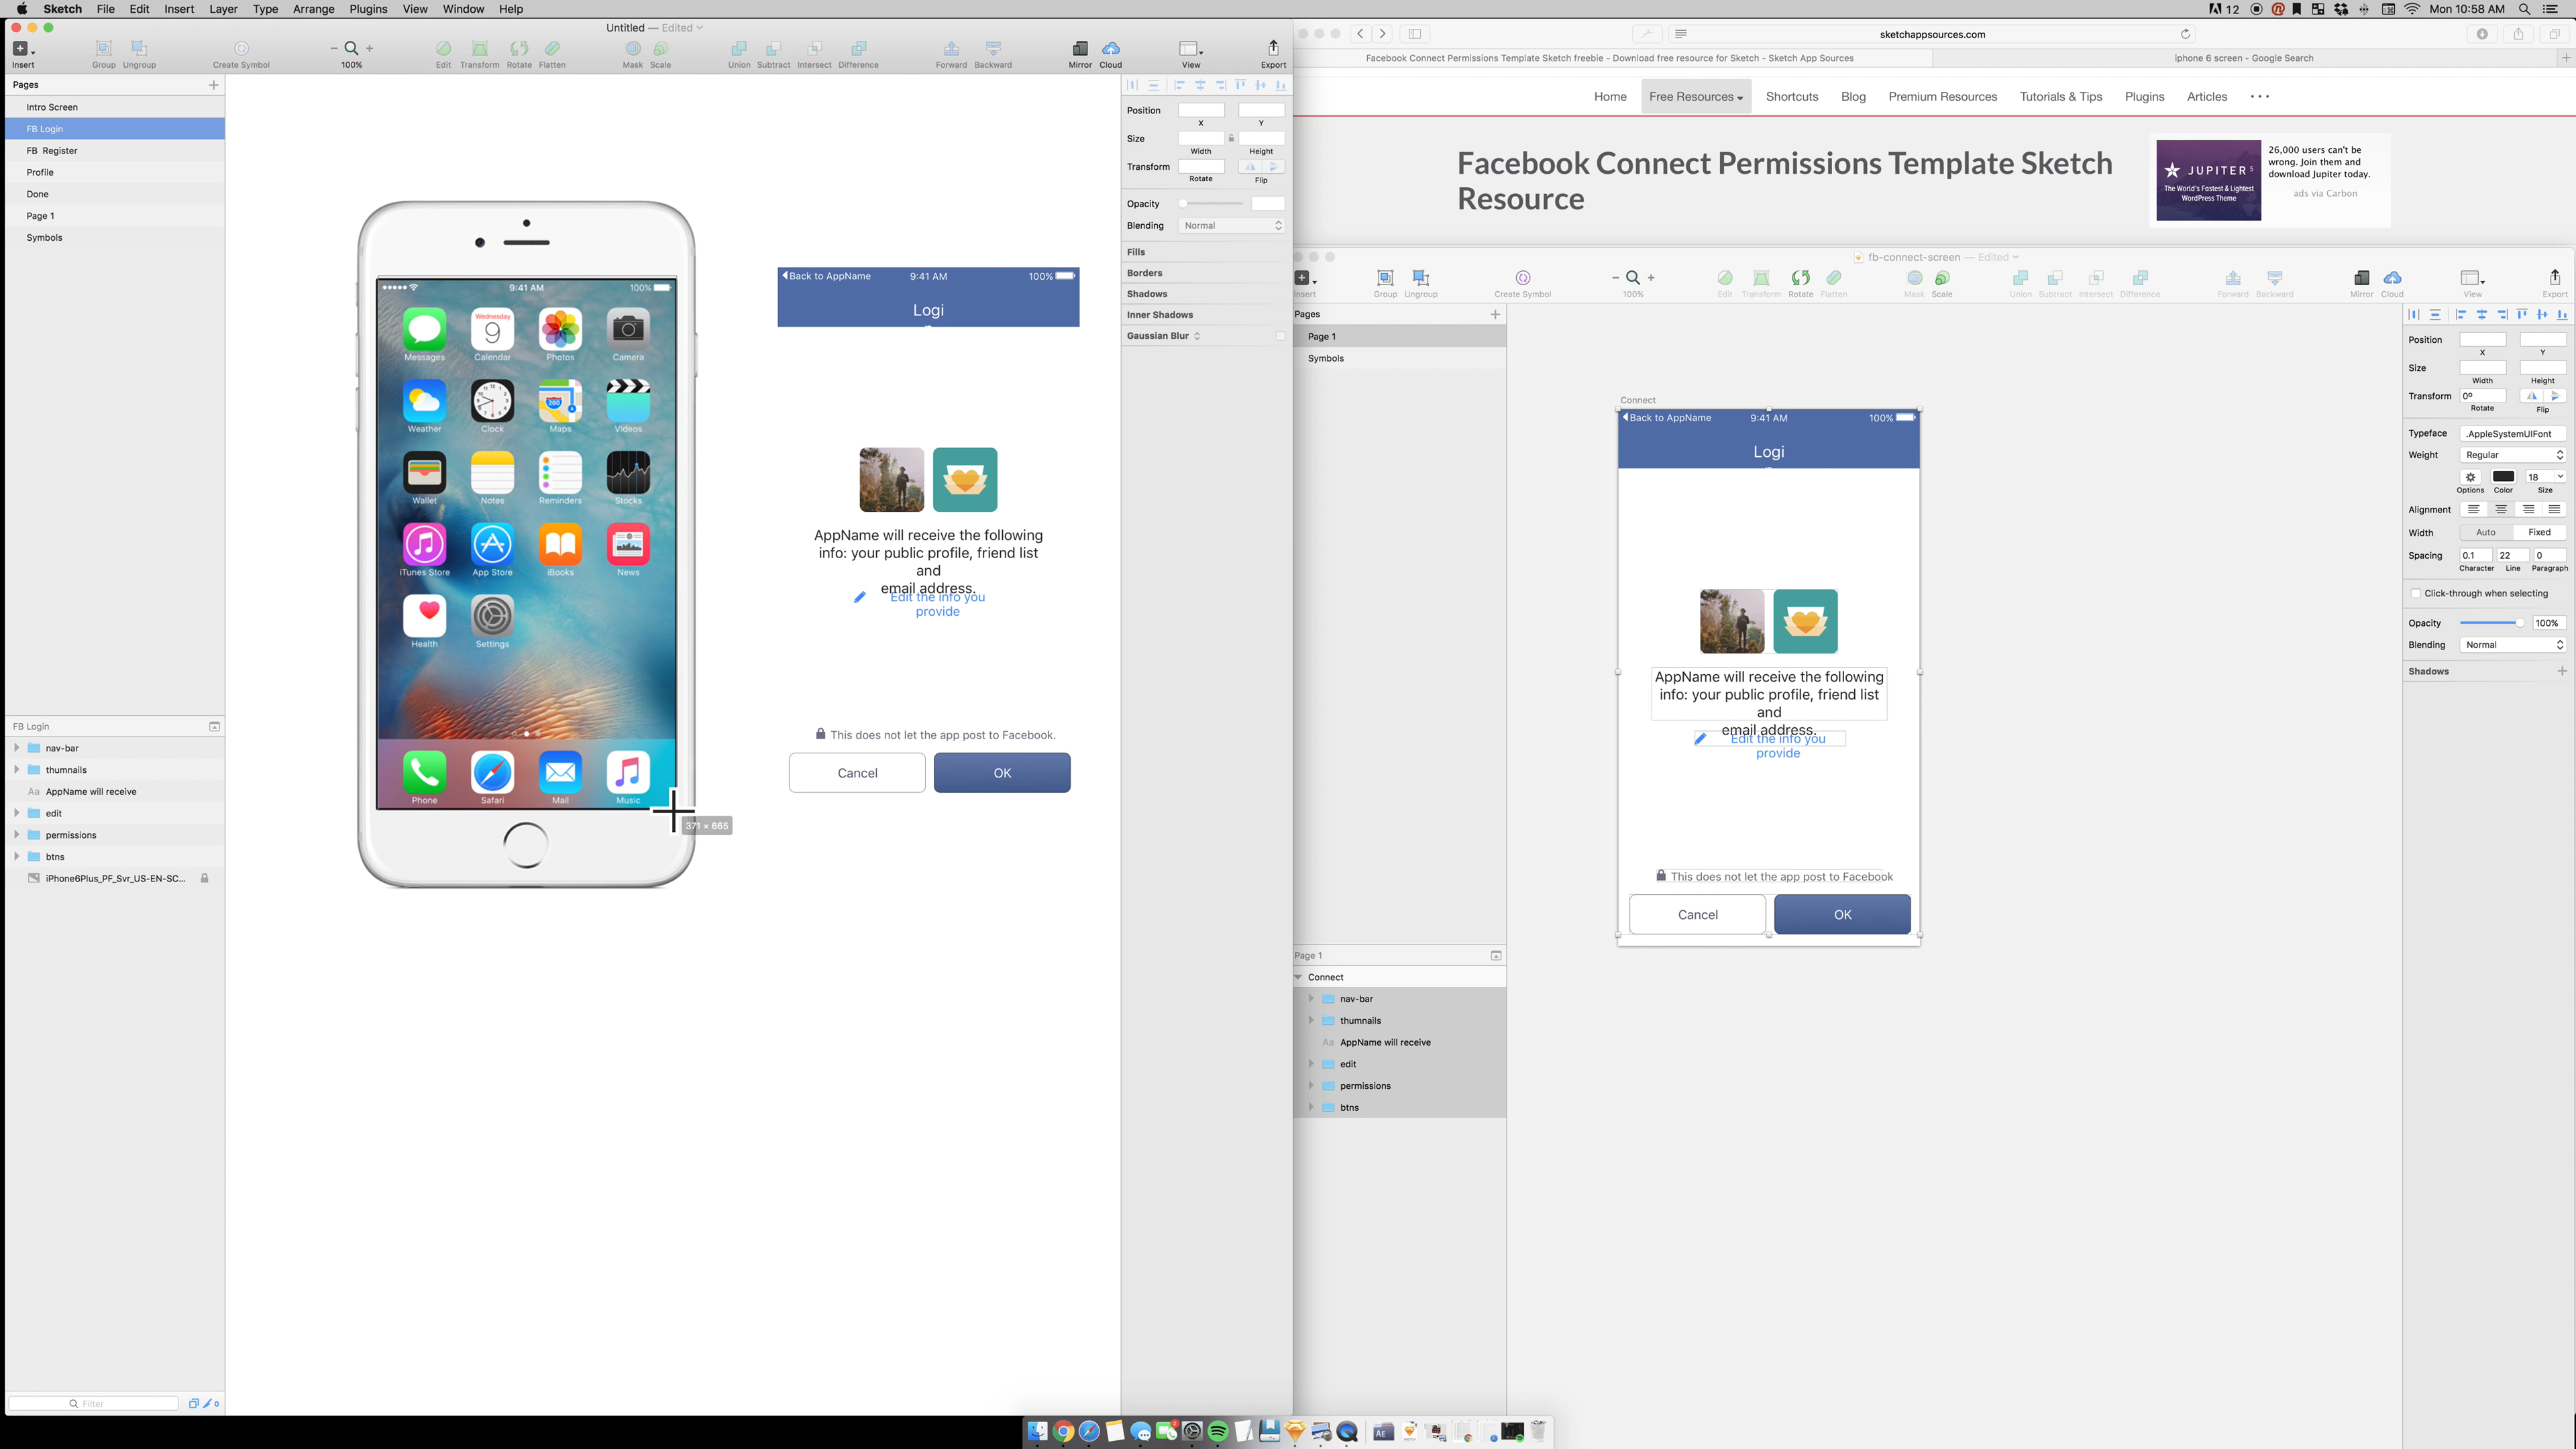 Sketch File Edit Insert Layer Type Arrange Plugins View Window Help
12 Mon 10:58 AM
Untitled — Edited
Insert Group Ungroup Create Symbol 100% Edit Transform Rotate Flatten Mask Scale Union Subtract Intersect Difference Forward Backward Mirror Cloud View Export
Pages
Intro Screen
FB Login
FB Register
Profile
Done
Page 1
Symbols
FB Login
nav-bar
thumnails
Aa AppName will receive
edit
permissions
btns
iPhone6Plus_PF_Svr_US-EN-SC...
Filter
0
9:41 AM 100%
Wednesday
9
Messages Calendar Photos Camera
280
Weather Clock Maps Videos
Wallet Notes Reminders Stocks
iTunes Store App Store iBooks News
Health Settings
Phone Safari Mail Music
371 × 665
Back to AppName 9:41 AM 100%
Logi
AppName will receive the following
info: your public profile, friend list
and
email address.
Edit the info you
provide
This does not let the app post to Facebook.
Cancel OK
Position
X Y
Size
Width Height
Transform
Rotate Flip
Opacity
Blending Normal
Fills
Borders
Shadows
Inner Shadows
Gaussian Blur
sketchappsources.com
Facebook Connect Permissions Template Sketch freebie - Download free resource for Sketch - Sketch App Sources
iphone 6 screen - Google Search
Home Free Resources Shortcuts Blog Premium Resources Tutorials & Tips Plugins Articles
Facebook Connect Permissions Template Sketch
Resource
JUPITER 5
The World's Fastest & Lightest
WordPress Theme
26,000 users can't be
wrong. Join them and
download Jupiter today.
ads via Carbon
fb-connect-screen — Edited
Insert Group Ungroup Create Symbol 100% Edit Transform Rotate Flatten Mask Scale Union Subtract Intersect Difference Forward Backward Mirror Cloud View Export
Pages
Page 1
Symbols
Page 1
Connect
nav-bar
thumnails
Aa AppName will receive
edit
permissions
btns
Connect
Back to AppName 9:41 AM 100%
Logi
AppName will receive the following
info: your public profile, friend list
and
email address.
Edit the info you
provide
This does not let the app post to Facebook
Cancel OK
Position
X Y
Size
Width Height
Transform 0º
Rotate Flip
Typeface .AppleSystemUIFont
Weight Regular
18
Options Color Size
Alignment
Width Auto Fixed
Spacing 0.1 22 0
Character Line Paragraph
Click-through when selecting
Opacity 100%
Blending Normal
Shadows
AE